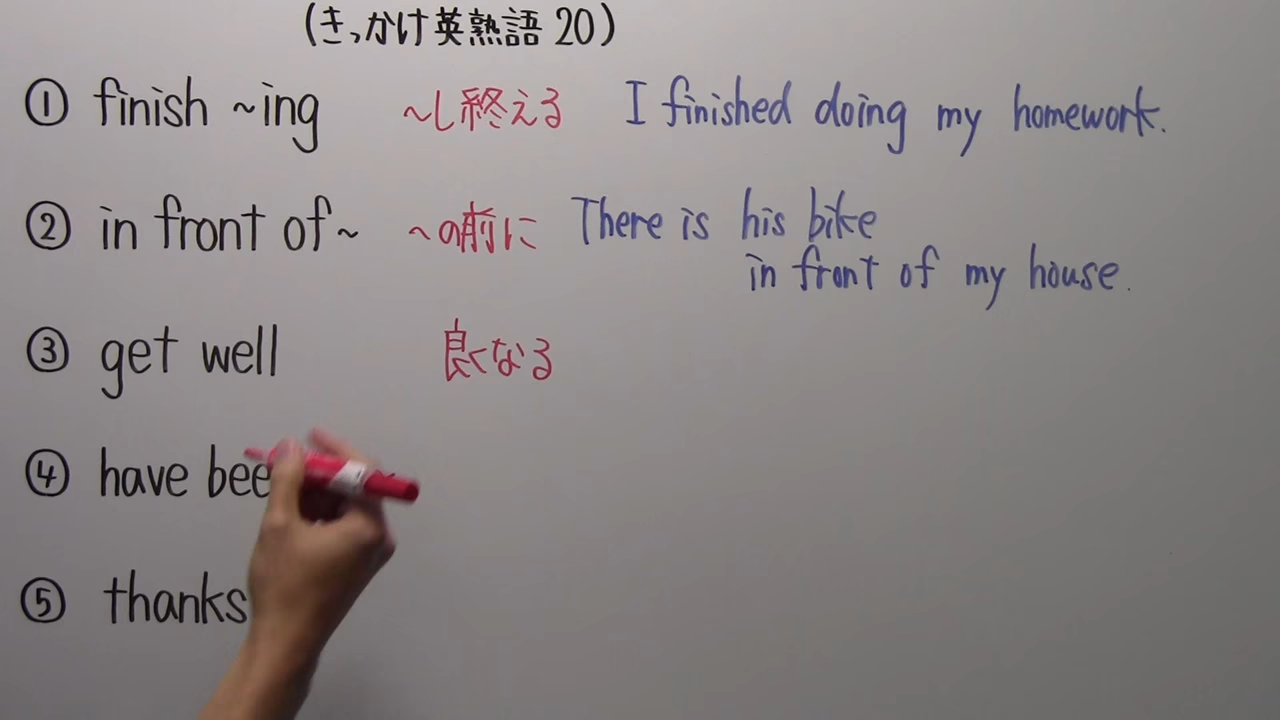 (きっかけ英熟語20)
① finish ~ing ~し終える I finished doing my homework.
② in front of ~ ~の前に There is his bike
in front of my house.
③ get well 良くなる
④ have
⑤ thanks